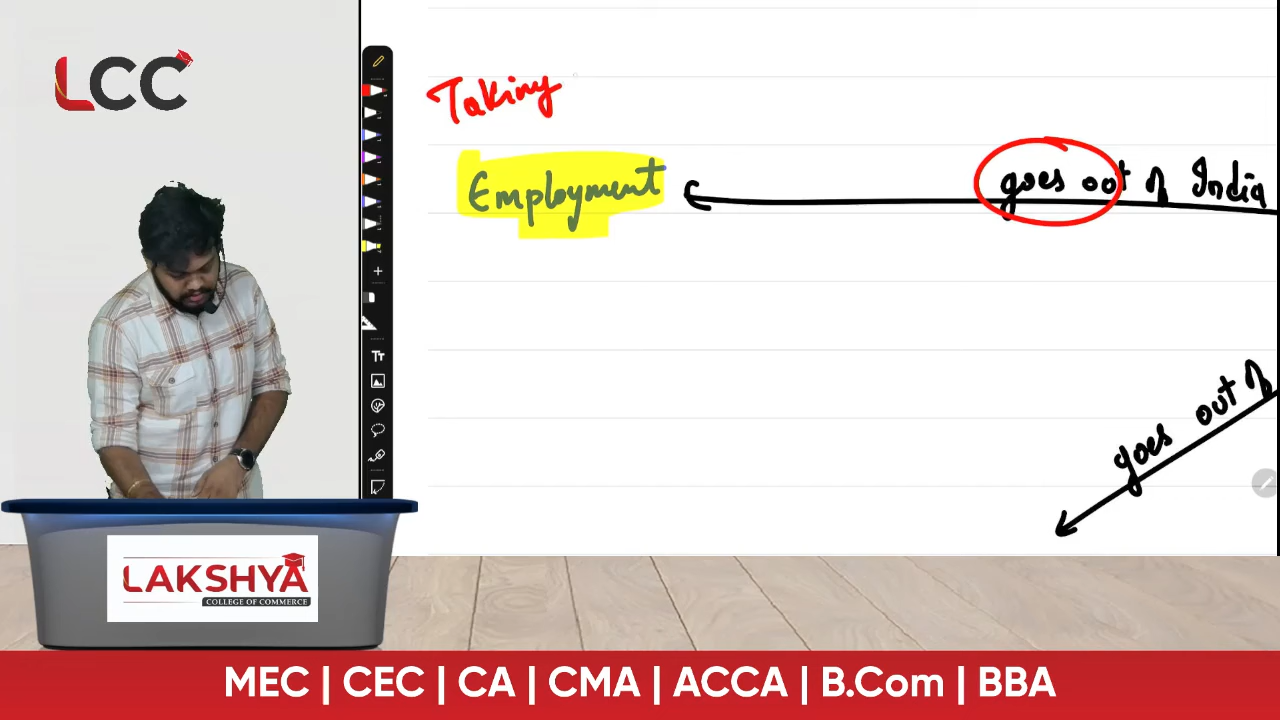 LCC
Taking
Employment
goes out of India
goes out of
Tt
LAKSHYA
COLLEGE OF COMMERCE
MEC | CEC | CA | CMA | ACCA | B.Com | BBA